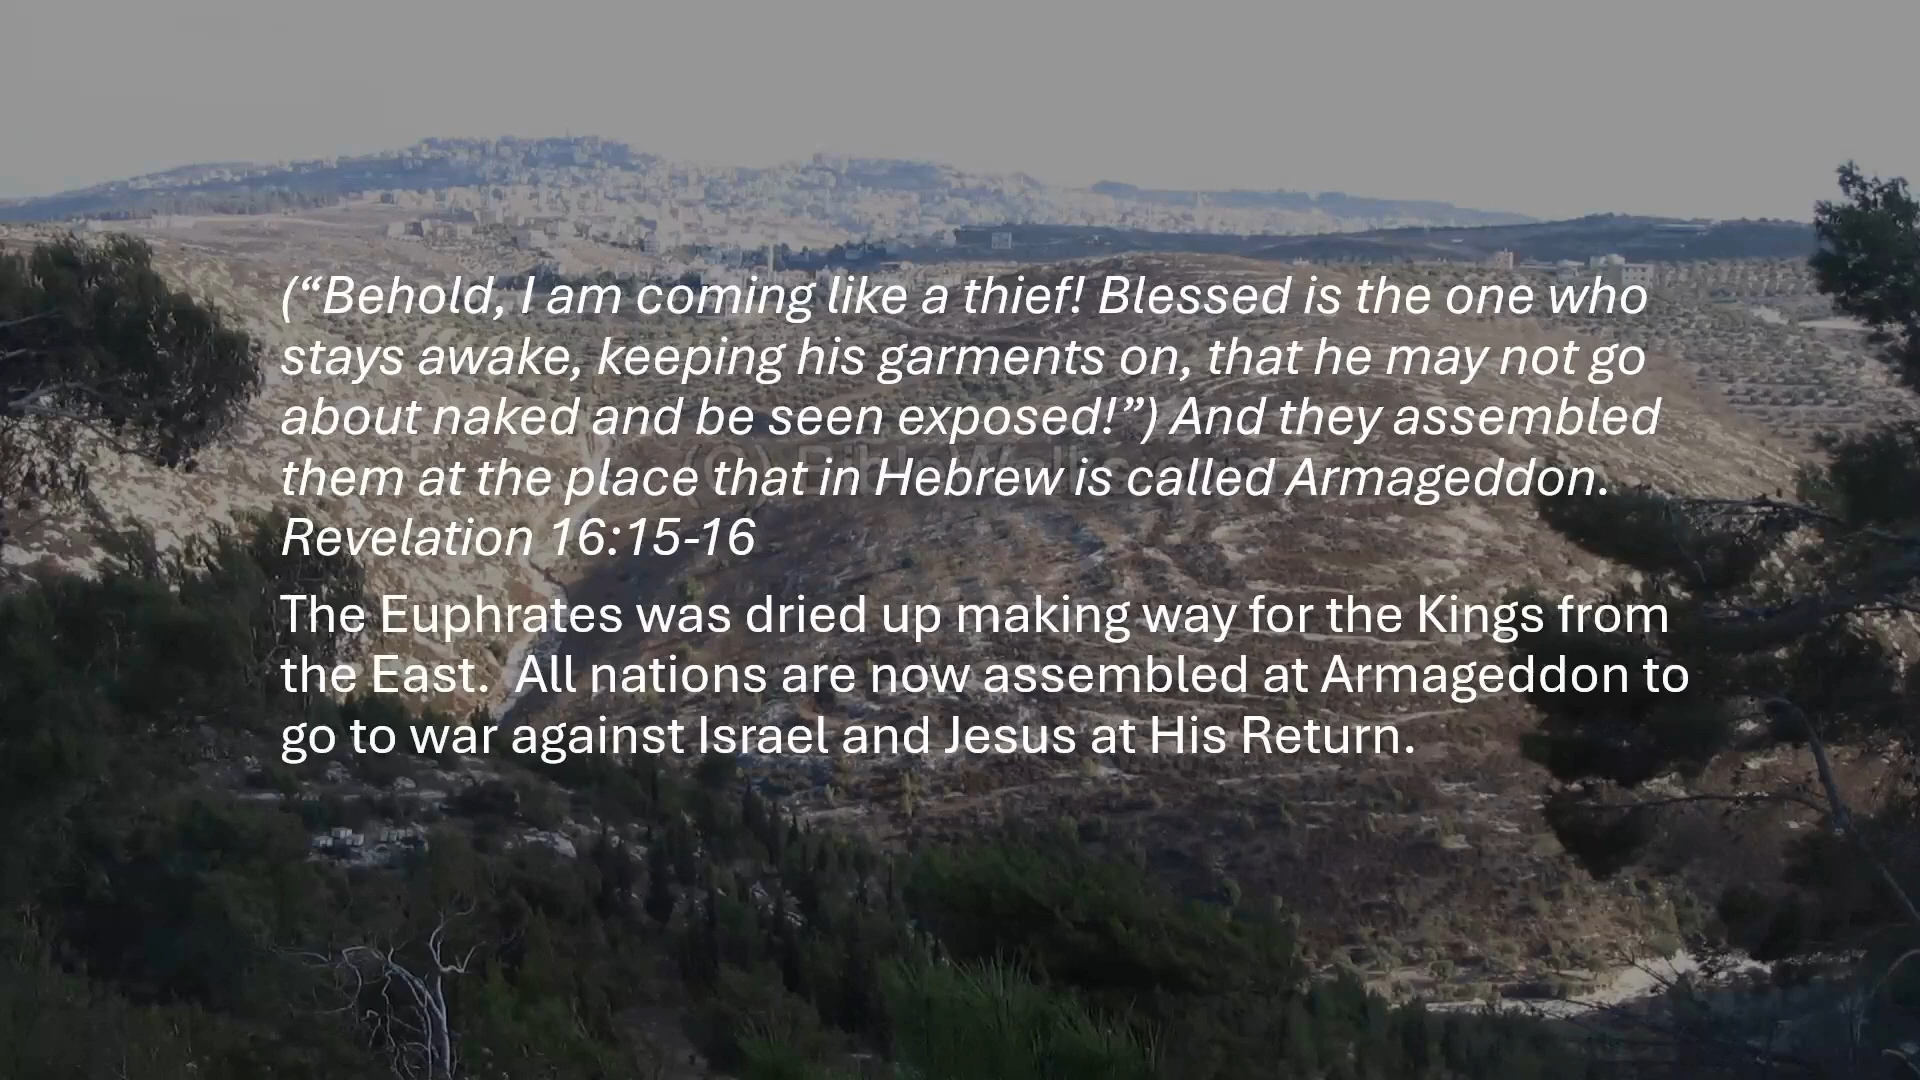 (“Behold, I am coming like a thief! Blessed is the one who
stays awake, keeping his garments on, that he may not go
about naked and be seen exposed!”) And they assembled
them at the place that in Hebrew is called Armageddon.
Revelation 16:15-16
The Euphrates was dried up making way for the Kings from
the East.  All nations are now assembled at Armageddon to
go to war against Israel and Jesus at His Return.